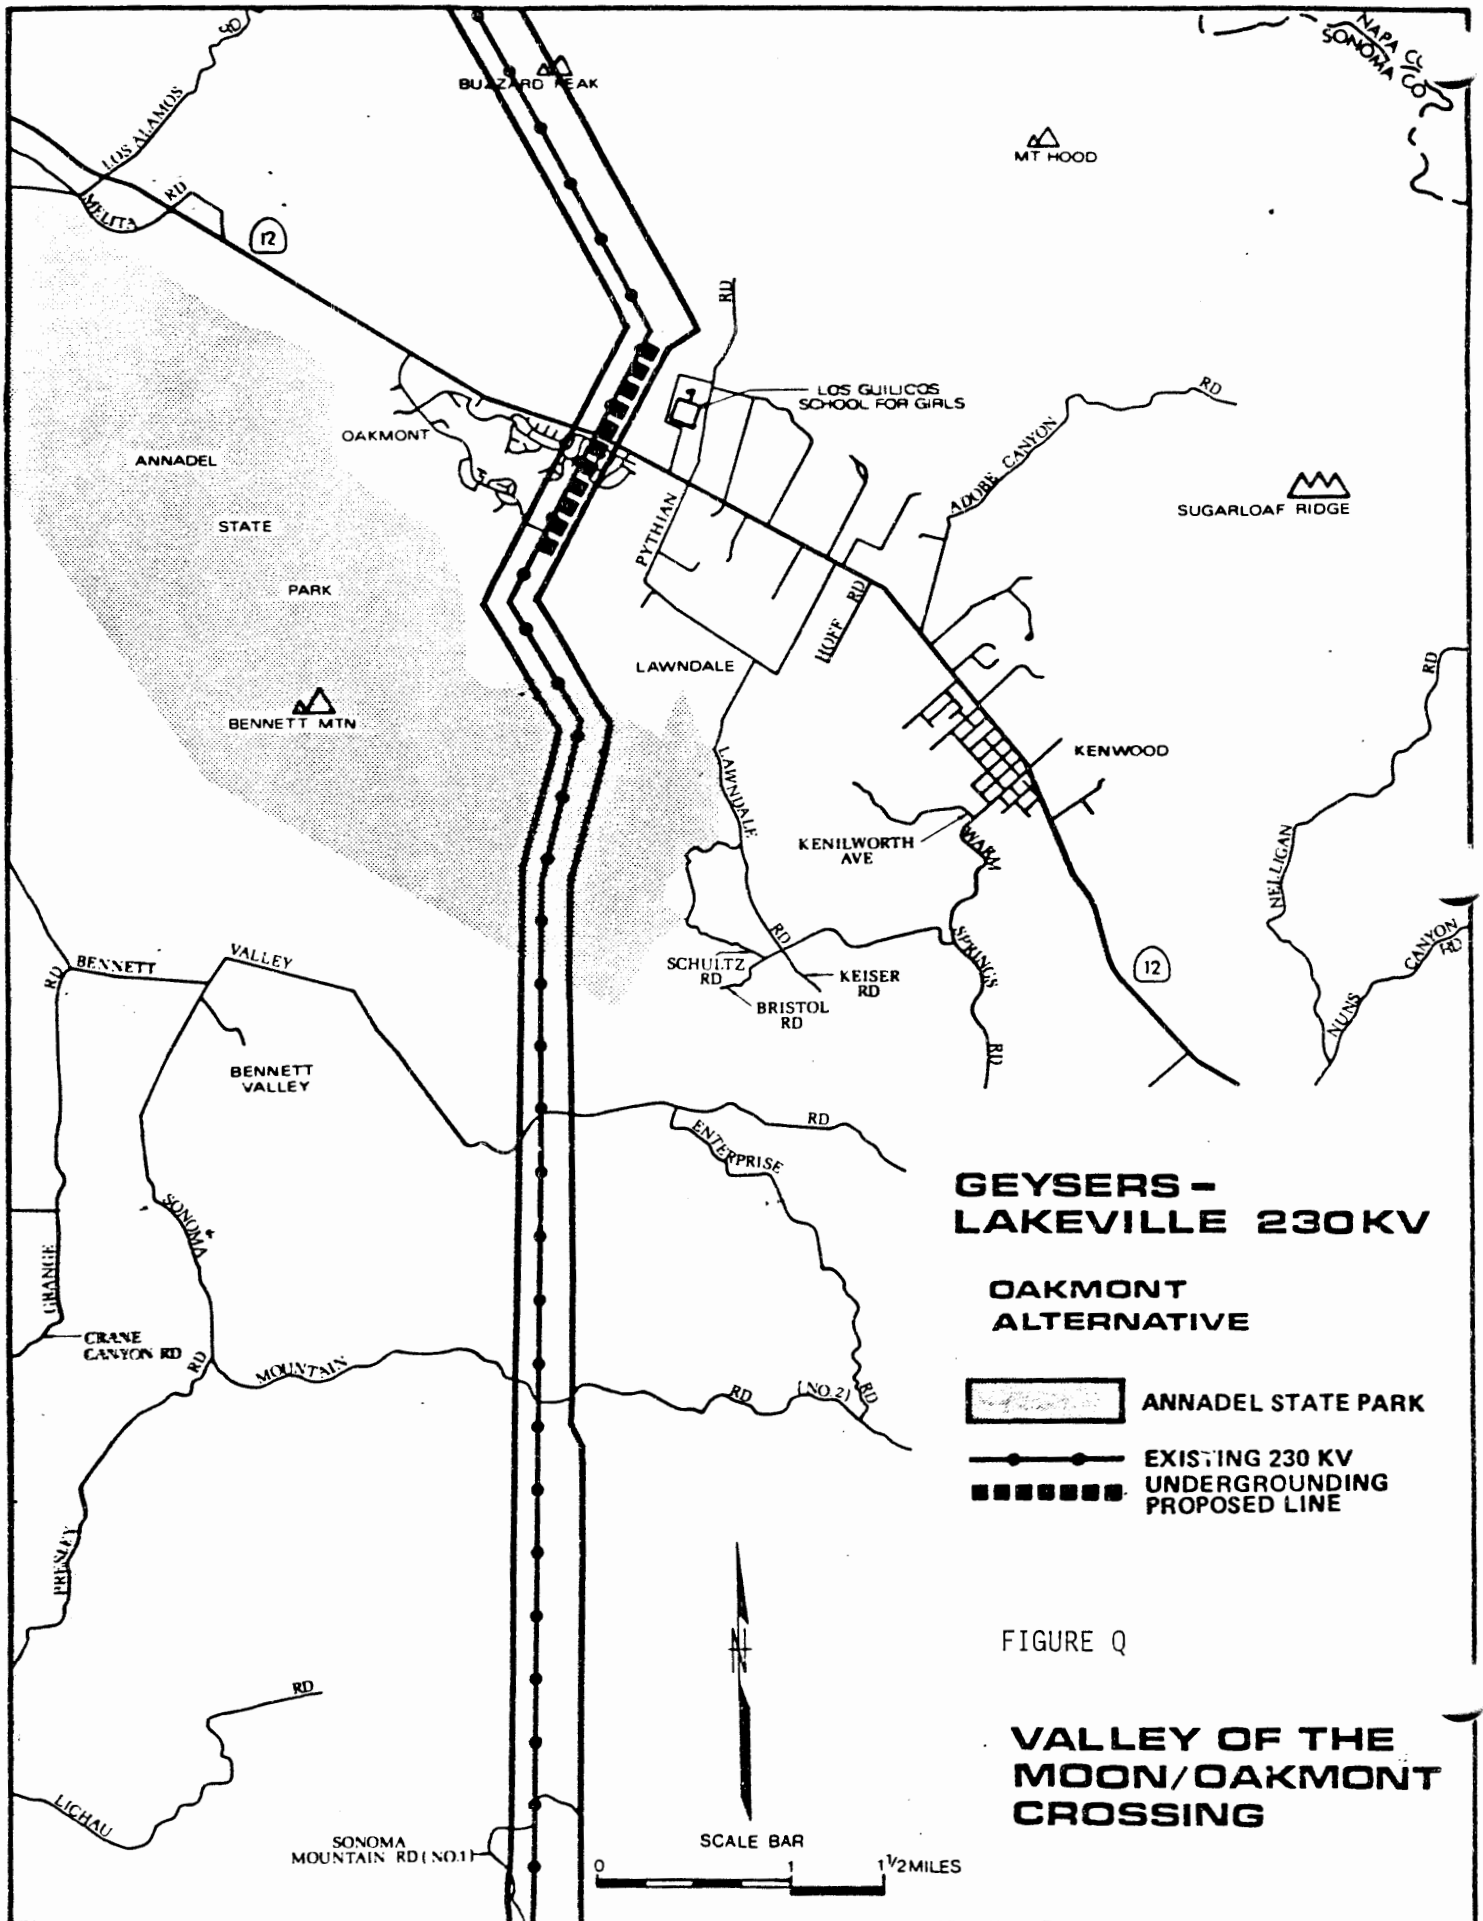 RD
NAPA CO
SONOMA CO
BUZZARD PEAK
LOS ALAMOS
MT HOOD
RD
MELITA
12
RD
LOS GUILICOS
SCHOOL FOR GIRLS
RD
OAKMONT
ADOBE CANYON
ANNADEL
STATE
PARK
SUGARLOAF RIDGE
PYTHIAN
HOFF RD
LAWNDALE
RD
BENNETT MTN
KENWOOD
LAWNDALE
KENILWORTH
AVE
WARM
NELLIGAN
RD
SPRINGS
CANYON
RD
BENNETT
VALLEY
RD
SCHULTZ
RD
KEISER
RD
12
BRISTOL
RD
NUNS
RD
BENNETT
VALLEY
RD
ENTERPRISE
GEYSERS -
LAKEVILLE 230KV
SONOMA
GRANGE
OAKMONT
ALTERNATIVE
CRANE
CANYON RD
RD
MOUNTAIN
RD
(NO.2)
RD
ANNADEL STATE PARK
EXISTING 230 KV
UNDERGROUNDING
PROPOSED LINE
PRESLEY
N
FIGURE Q
RD
VALLEY OF THE
MOON/OAKMONT
CROSSING
LICHAU
SONOMA
MOUNTAIN RD (NO.1)
SCALE BAR
0 1 1 1/2 MILES